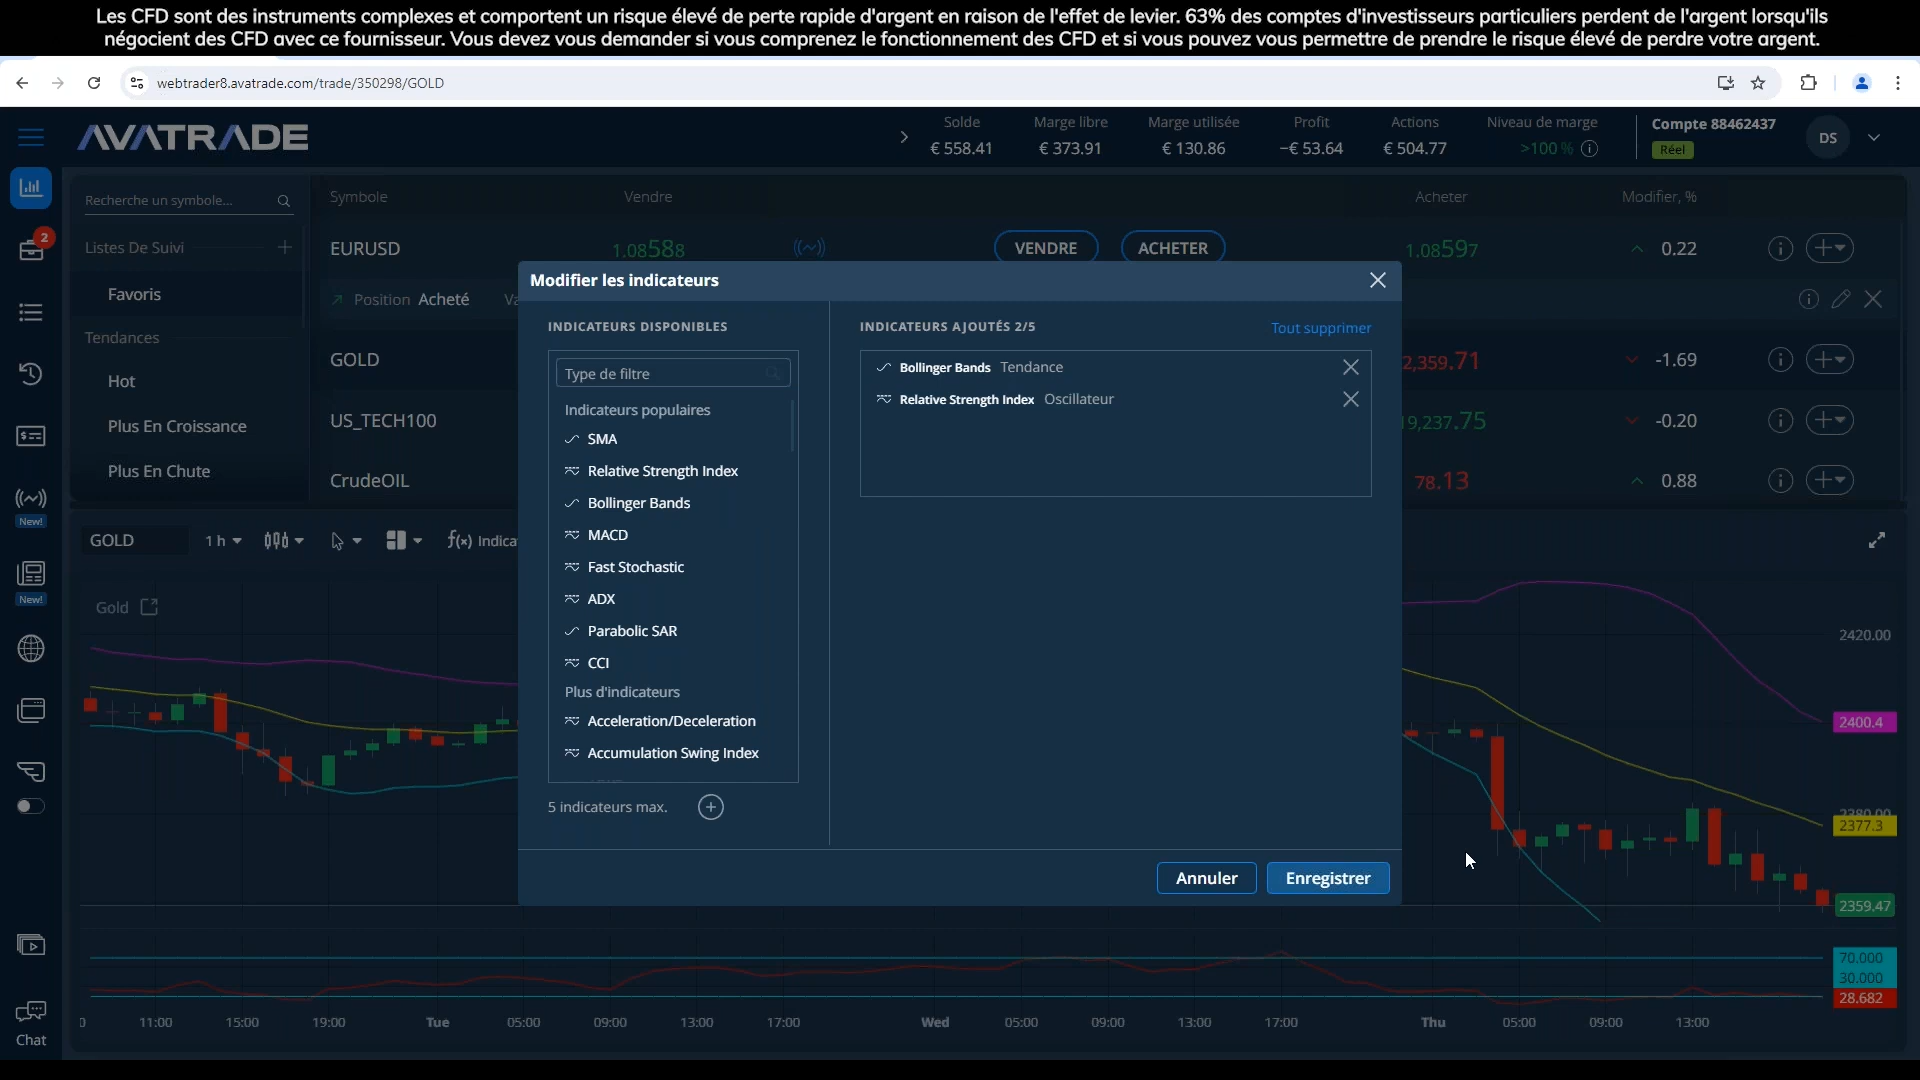 Les CFD sont des instruments complexes et comportent un risque élevé de perte rapide d'argent en raison de l'effet de levier. 63% des comptes d'investisseurs particuliers perdent de l'argent lorsqu'ils
négocient des CFD avec ce fournisseur. Vous devez vous demander si vous comprenez le fonctionnement des CFD et si vous pouvez vous permettre de prendre le risque élevé de perdre votre argent.
webtrader8.avatrade.com/trade/350298/GOLD
AVATRADE
Solde
€ 558.41
Marge libre
€ 373.91
Marge utilisée
€ 130.86
Profit
-€ 53.64
Actions
€ 504.77
Niveau de marge
>100 %
Compte 88462437
Réel
DS
2
New!
New!
Chat
Recherche un symbole...
Listes De Suivi
Favoris
Tendances
Hot
Plus En Croissance
Plus En Chute
Symbole Vendre Acheter Modifier, %
EURUSD 1.08588 VENDRE ACHETER 1.08597 0.22
Position Acheté
GOLD 2,359.71 -1.69
US_TECH100 19,237.75 -0.20
CrudeOIL 78.13 0.88
Modifier les indicateurs
INDICATEURS DISPONIBLES
Type de filtre
Indicateurs populaires
SMA
Relative Strength Index
Bollinger Bands
MACD
Fast Stochastic
ADX
Parabolic SAR
CCI
Plus d'indicateurs
Acceleration/Deceleration
Accumulation Swing Index
5 indicateurs max.
INDICATEURS AJOUTÉS 2/5
Tout supprimer
Bollinger Bands Tendance
Relative Strength Index Oscillateur
Annuler
Enregistrer
GOLD 1 h f(x) Indica
Gold
2420.00
2400.4
2380.00
2377.3
2359.47
70.000
30.000
28.682
0 11:00 15:00 19:00 Tue 05:00 09:00 13:00 17:00 Wed 05:00 09:00 13:00 17:00 Thu 05:00 09:00 13:00